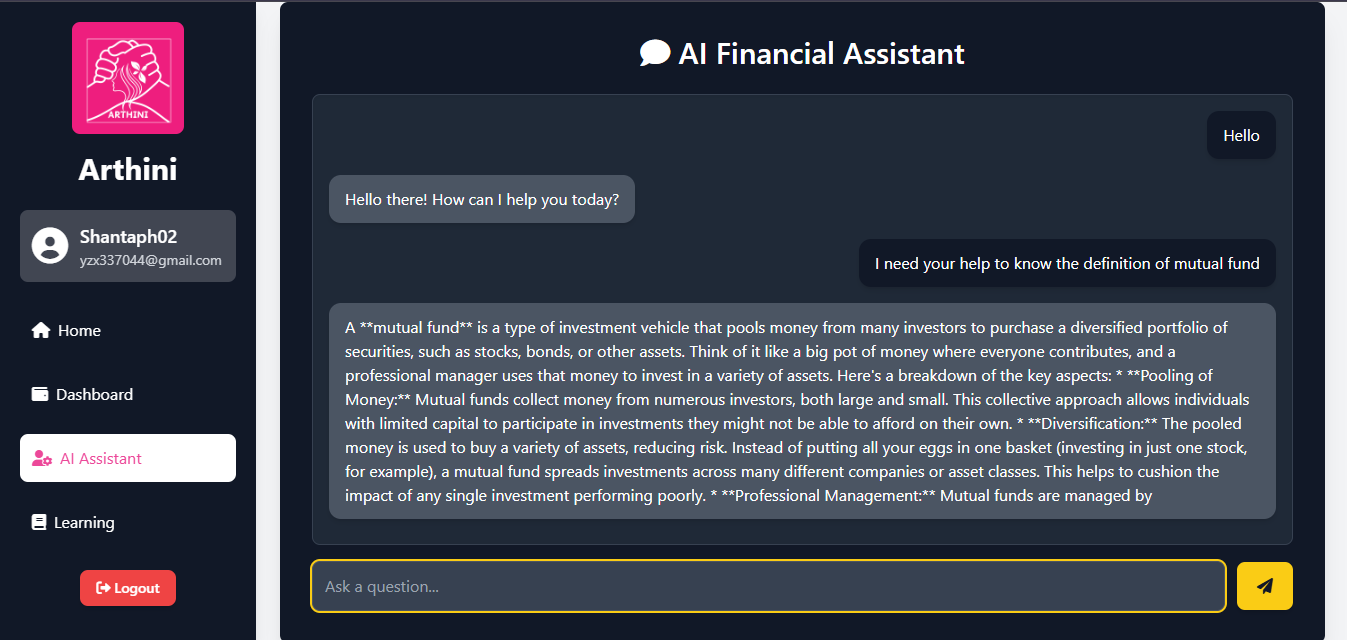 ARTHINI
Arthini
Shantaph02
yzx337044@gmail.com
Home
Dashboard
AI Assistant
Learning
Logout
AI Financial Assistant
Hello
Hello there! How can I help you today?
I need your help to know the definition of mutual fund
A **mutual fund** is a type of investment vehicle that pools money from many investors to purchase a diversified portfolio of
securities, such as stocks, bonds, or other assets. Think of it like a big pot of money where everyone contributes, and a
professional manager uses that money to invest in a variety of assets. Here's a breakdown of the key aspects: * **Pooling of
Money:** Mutual funds collect money from numerous investors, both large and small. This collective approach allows individuals
with limited capital to participate in investments they might not be able to afford on their own. * **Diversification:** The pooled
money is used to buy a variety of assets, reducing risk. Instead of putting all your eggs in one basket (investing in just one stock,
for example), a mutual fund spreads investments across many different companies or asset classes. This helps to cushion the
impact of any single investment performing poorly. * **Professional Management:** Mutual funds are managed by
Ask a question...